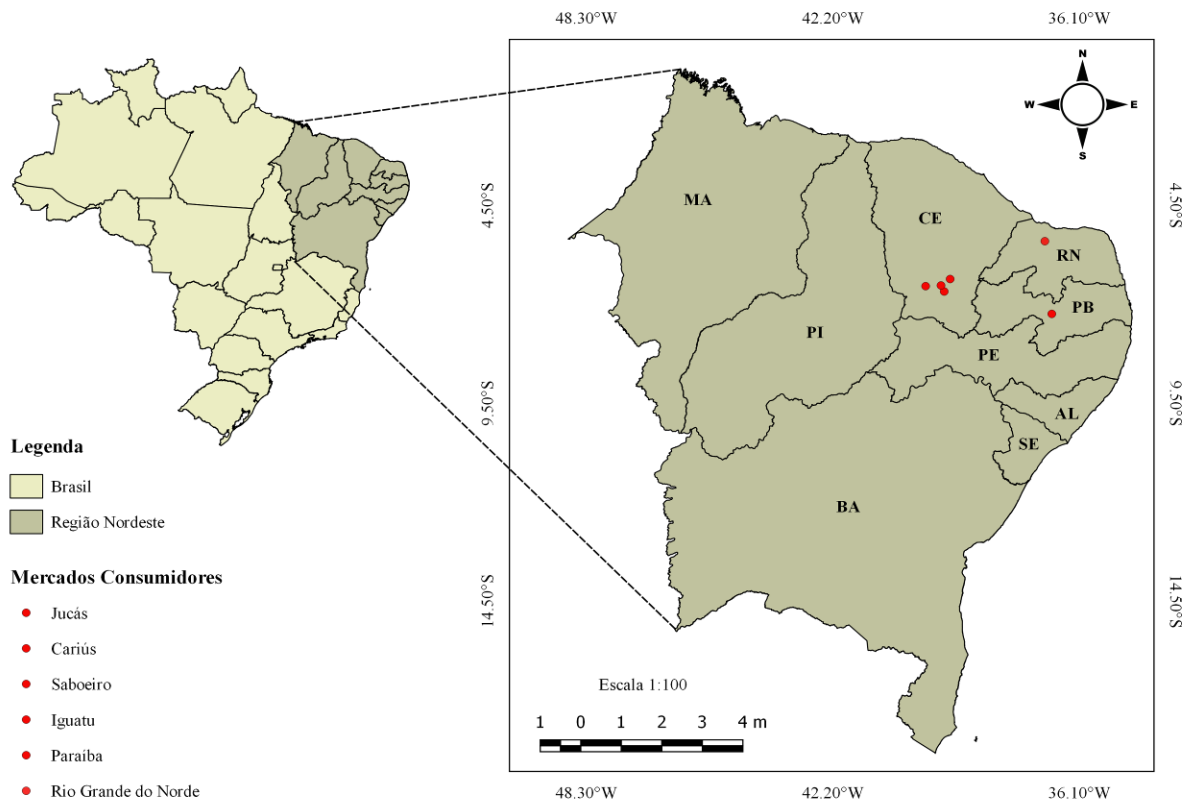 48.30°W 42.20°W 36.10°W
N
W E
S
4.50°S 4.50°S
MA
CE
RN
PB
PI
PE
9.50°S 9.50°S
AL
SE
BA
14.50°S 14.50°S
Legenda
Brasil
Região Nordeste
Mercados Consumidores
Jucás
Cariús
Saboeiro
Iguatu
Paraiba
Rio Grande do Norde
Escala 1:100
1 0 1 2 3 4 m
48.30°W 42.20°W 36.10°W